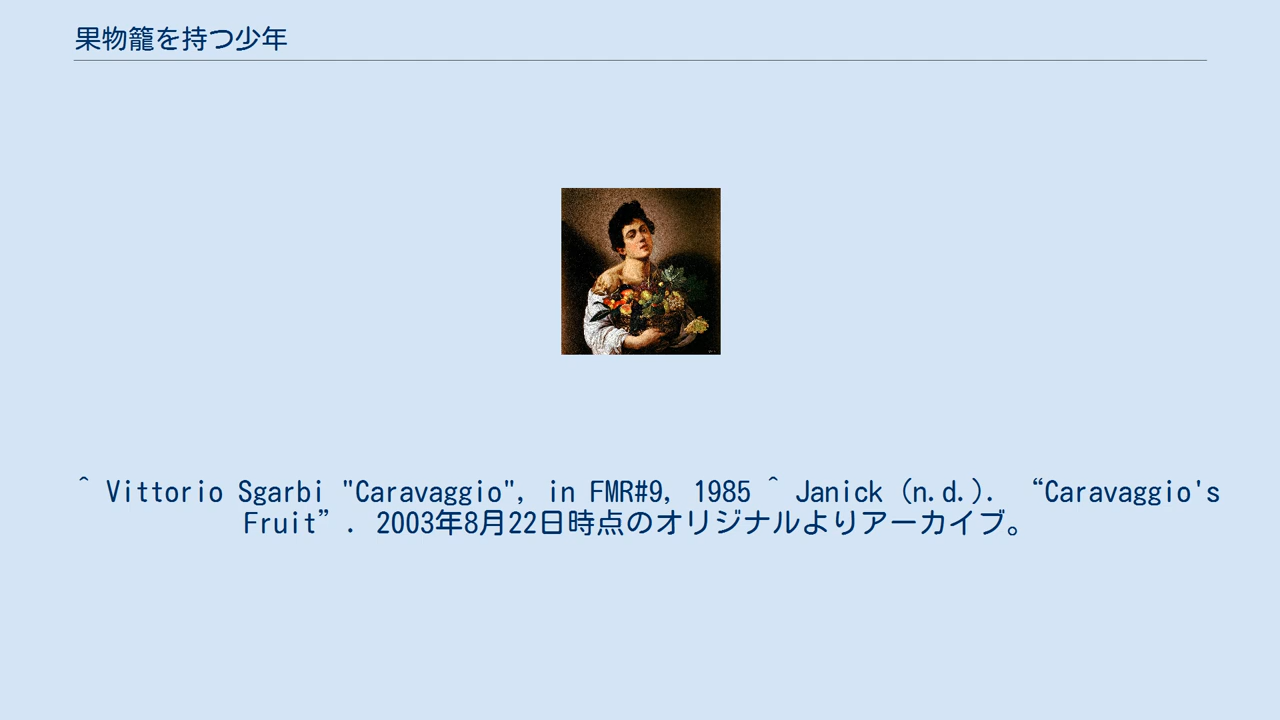 果物籠を持つ少年
^ Vittorio Sgarbi "Caravaggio", in FMR#9, 1985 ^ Janick (n.d.). “Caravaggio's
Fruit”. 2003年8月22日時点のオリジナルよりアーカイブ。